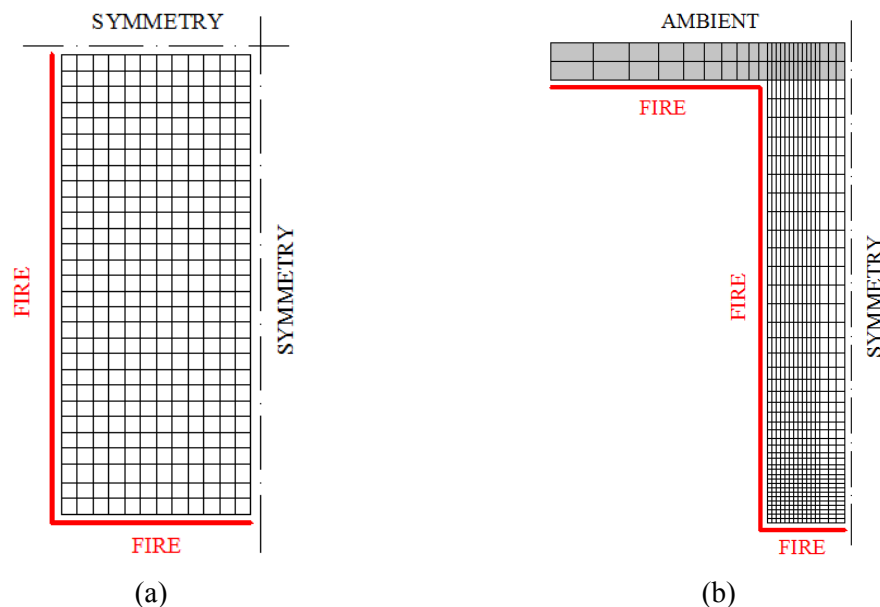 SYMMETRY
FIRE
SYMMETRY
FIRE
(a)
AMBIENT
FIRE
FIRE
SYMMETRY
FIRE
(b)